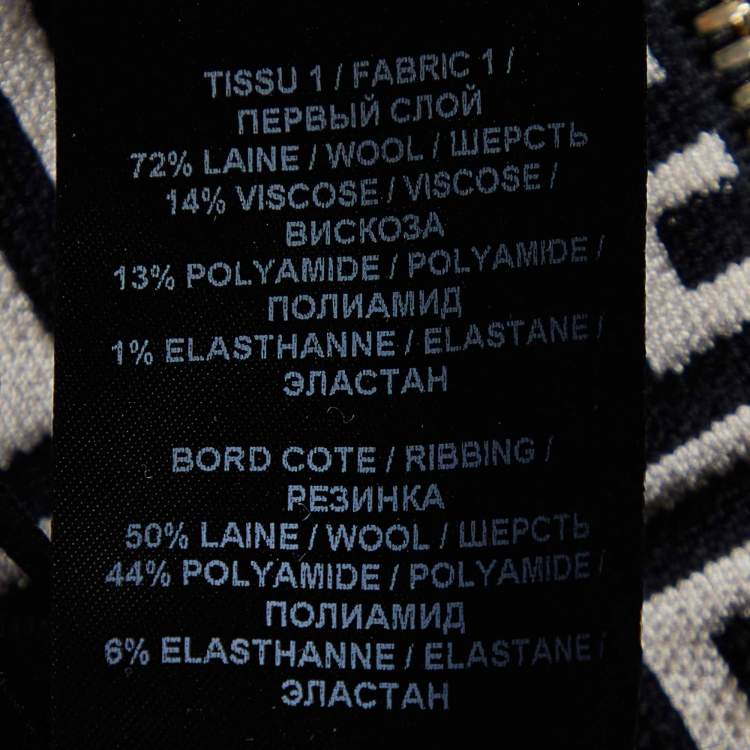 TISSU 1 / FABRIC 1 /
ПЕРВЫЙ СЛОЙ
72% LAINE / WOOL / ШЕРСТЬ
14% VISCOSE / VISCOSE /
ВИСКОЗА
13% POLYAMIDE / POLYAMIDE /
ПОЛИАМИД
1% ELASTHANNE / ELASTANE /
ЭЛАСТАН
BORD COTE / RIBBING /
РЕЗИНКА
50% LAINE / WOOL / ШЕРСТЬ
44% POLYAMIDE / POLYAMIDE /
ПОЛИАМИД
6% ELASTHANNE / ELASTANE /
ЭЛАСТАН